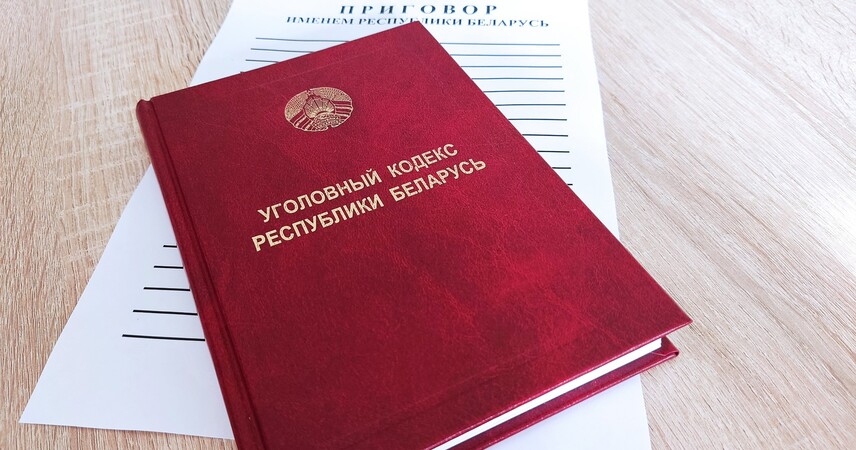 ПРИГОВОР
ИМЕНЕМ РЕСПУБЛИКИ БЕЛАРУСЬ
УГОЛОВНЫЙ КОДЕКС
РЕСПУБЛИКИ БЕЛАРУСЬ